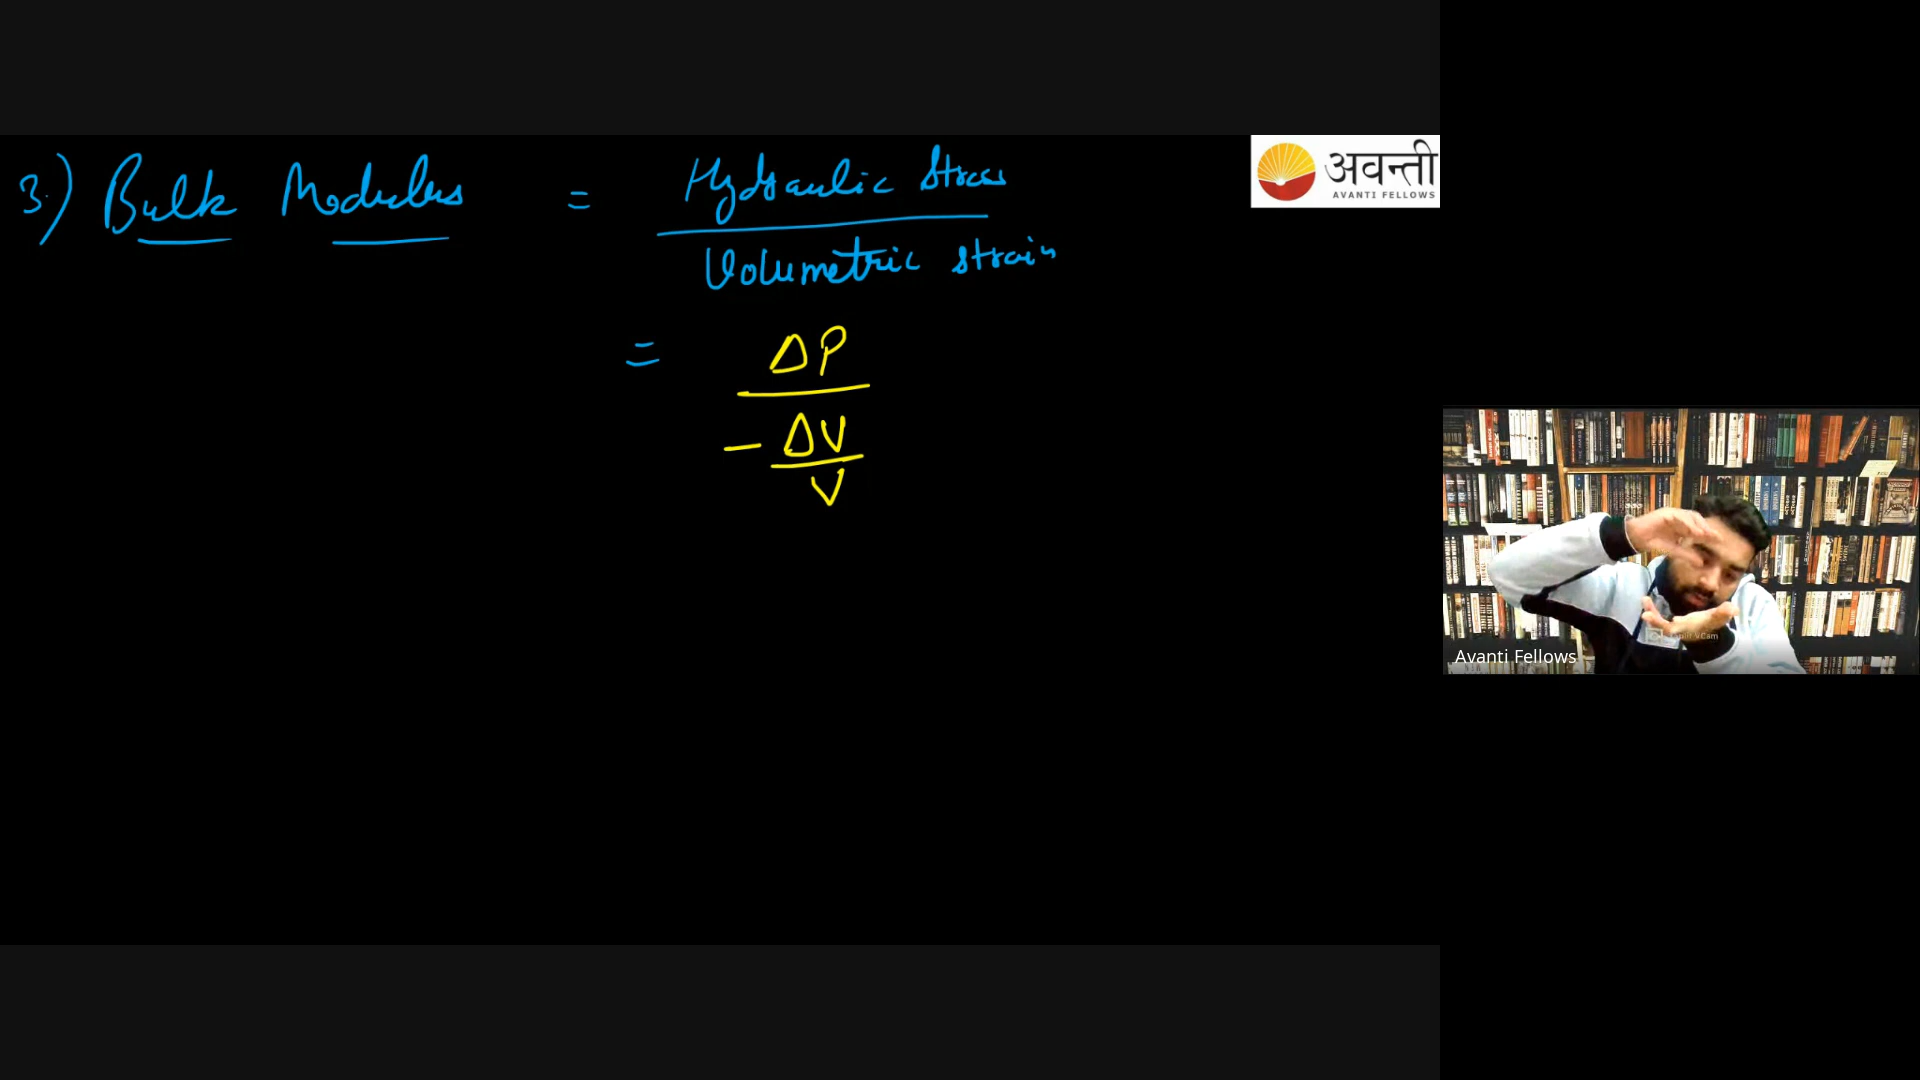 3.) Bulk Modulus = Hydraulic Stress
Volumetric strain
= ΔP
- ΔV
V
अवन्ती
AVANTI FELLOWS
Avanti Fellows